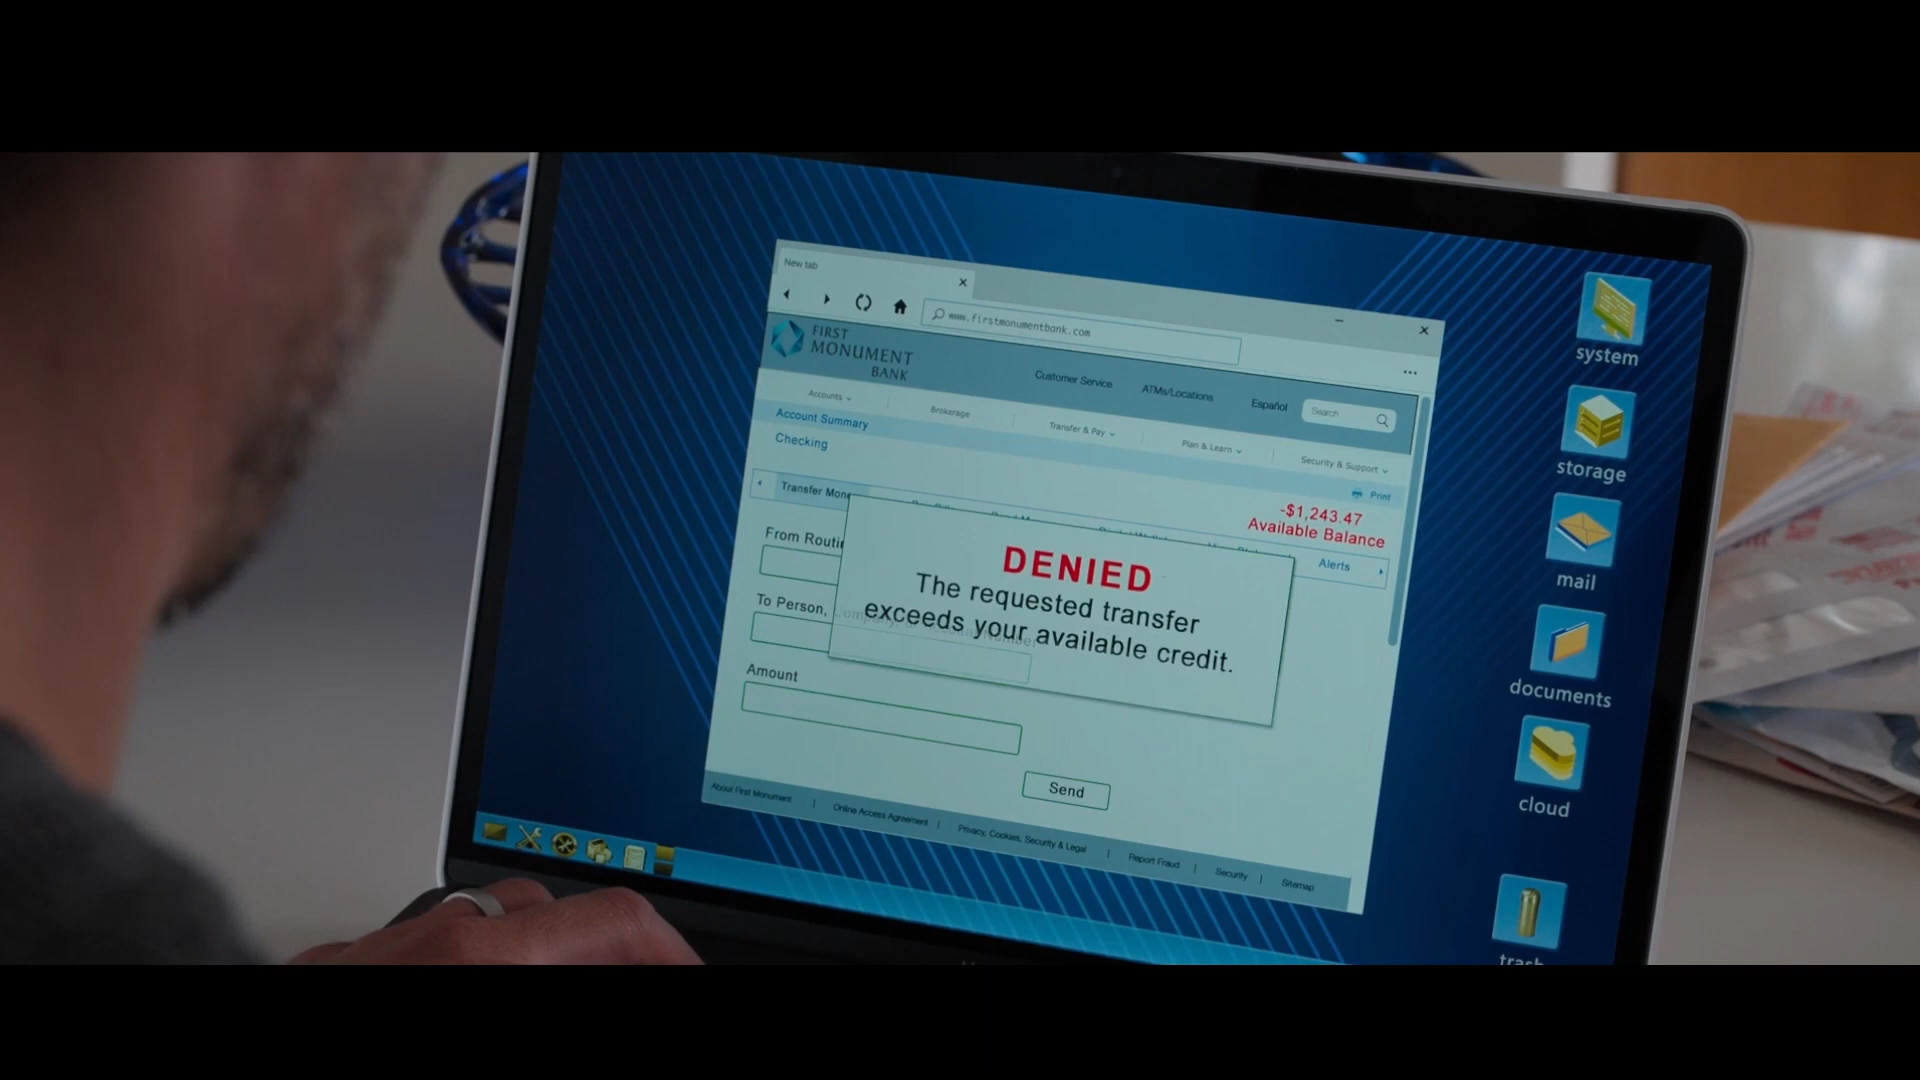 New tab
www.firstmonumentbank.com
FIRST
MONUMENT
BANK
Customer Service
ATMs/Locations
Español
Search
Accounts
Brokerage
Transfer & Pay
Plan & Learn
Security & Support
Account Summary
Checking
Print
-$1,243.47
Available Balance
Transfer
Alerts
From
To Person,
Amount
DENIED
The requested transfer
exceeds your available credit.
Send
About First Monument | Online Access Agreement | Privacy, Cookies, Security & Legal | Report Fraud | Security | Sitemap
system
storage
mail
documents
cloud
trash